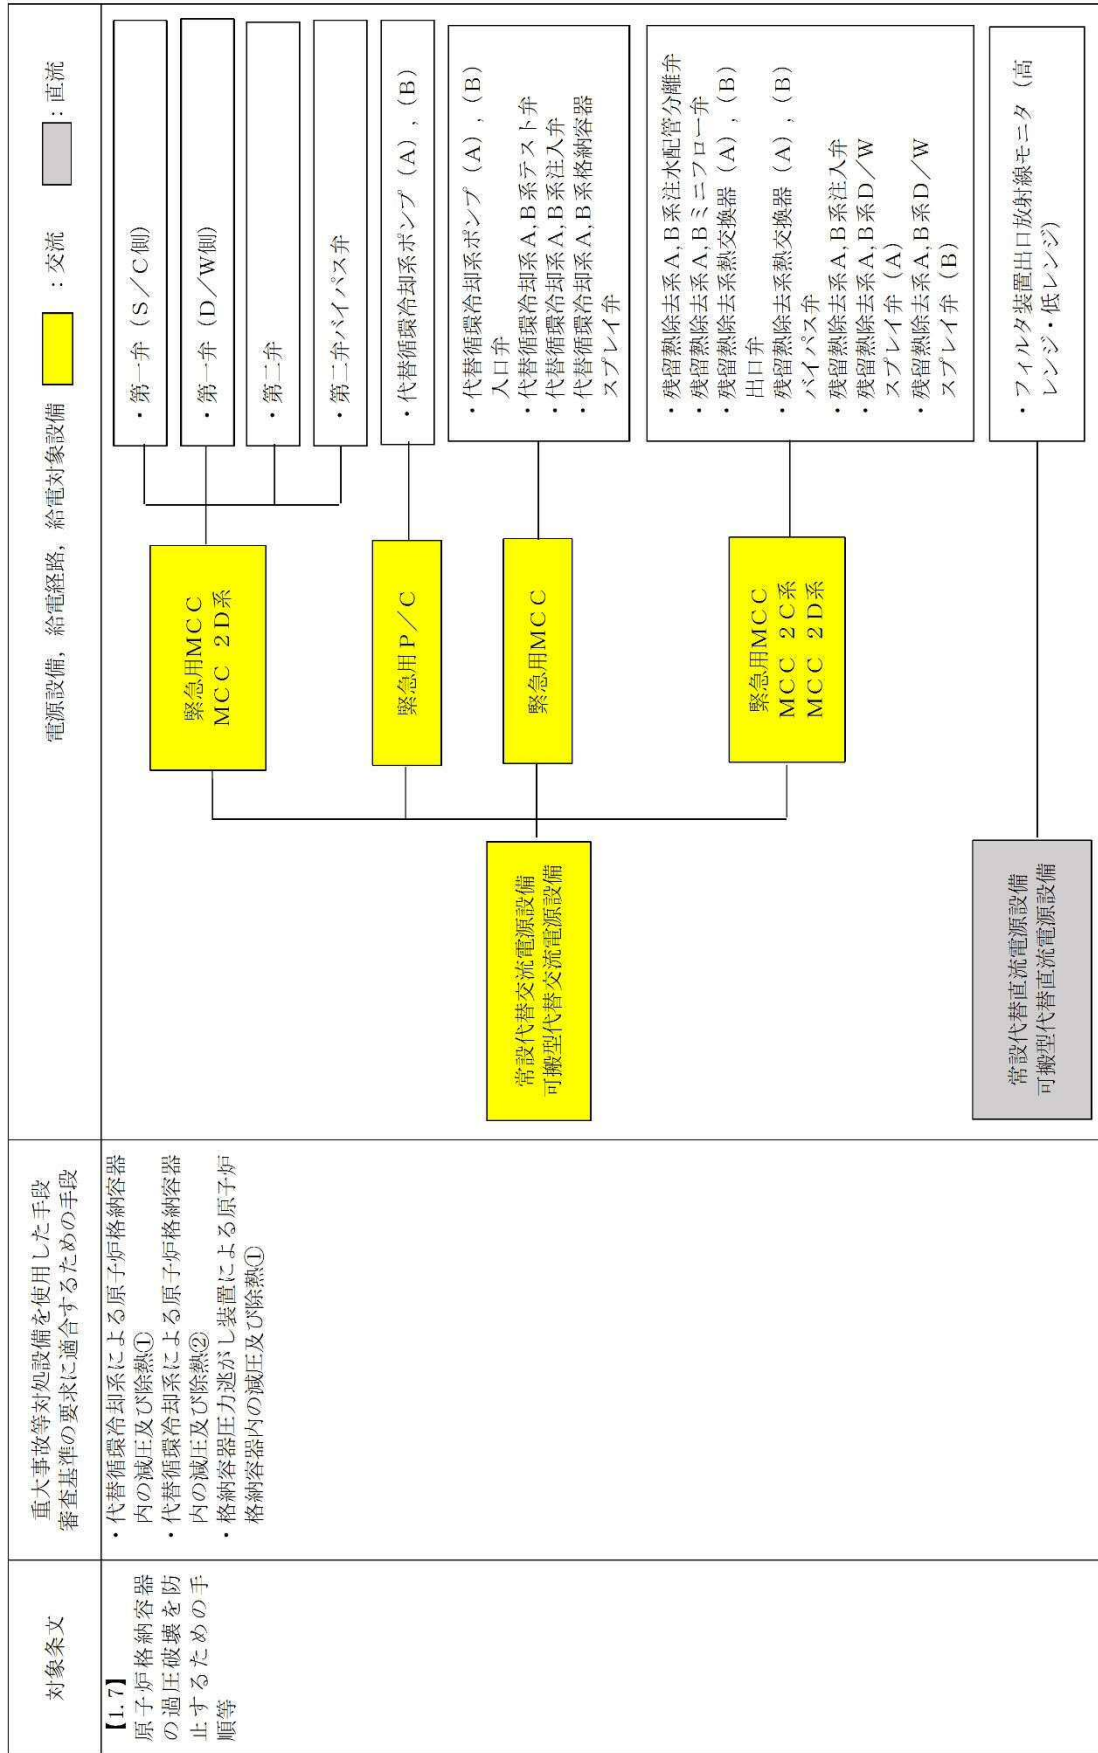 対象条文
重大事故等対処設備を使用した手段
審査基準の要求に適合するための手段
電源設備，給電経路，給電対象設備
：交流
：直流
【1.7】
原子炉格納容器
の過圧破壊を防
止するための手
順等
・代替循環冷却系による原子炉格納容器
内の減圧及び除熱①
・代替循環冷却系による原子炉格納容器
内の減圧及び除熱②
・格納容器圧力逃がし装置による原子炉
格納容器内の減圧及び除熱①
常設代替交流電源設備
可搬型代替交流電源設備
緊急用ＭＣＣ
ＭＣＣ ２Ｄ系
・第一弁（Ｓ／Ｃ側）
・第一弁（Ｄ／Ｗ側）
・第二弁
・第二弁バイパス弁
緊急用Ｐ／Ｃ
・代替循環冷却系ポンプ（Ａ），（Ｂ）
緊急用ＭＣＣ
・代替循環冷却系ポンプ（Ａ），（Ｂ）
入口弁
・代替循環冷却系Ａ,Ｂ系テスト弁
・代替循環冷却系Ａ,Ｂ系注入弁
・代替循環冷却系Ａ,Ｂ系格納容器
スプレイ弁
緊急用ＭＣＣ
ＭＣＣ ２Ｃ系
ＭＣＣ ２Ｄ系
・残留熱除去系Ａ,Ｂ系注水配管分離弁
・残留熱除去系Ａ,Ｂミニフロー弁
・残留熱除去系熱交換器（Ａ），（Ｂ）
出口弁
・残留熱除去系熱交換器（Ａ），（Ｂ）
バイパス弁
・残留熱除去系Ａ,Ｂ系注入弁
・残留熱除去系Ａ,Ｂ系Ｄ／Ｗ
スプレイ弁（Ａ）
・残留熱除去系Ａ,Ｂ系Ｄ／Ｗ
スプレイ弁（Ｂ）
常設代替直流電源設備
可搬型代替直流電源設備
・フィルタ装置出口放射線モニタ（高
レンジ・低レンジ）